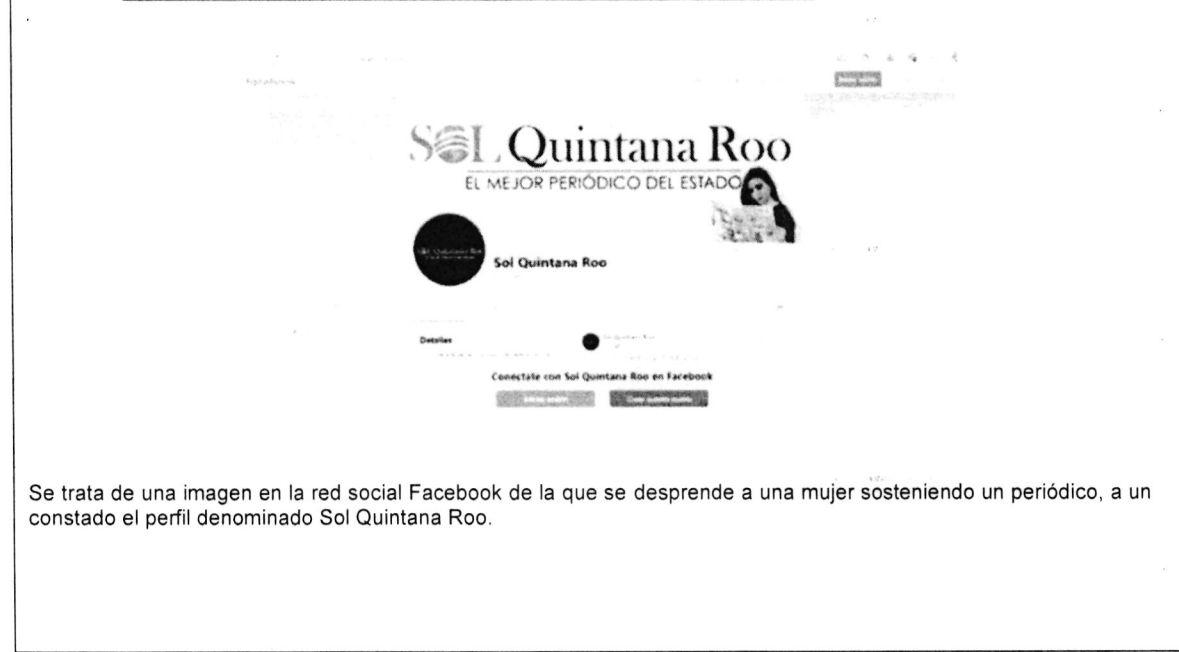 SOL Quintana Roo
EL MEJOR PERIÓDICO DEL ESTADO
Sol Quintana Roo
Detalles
Conectate con Sol Quintana Roo en Facebook
Se trata de una imagen en la red social Facebook de la que se desprende a una mujer sosteniendo un periódico, a un
constado el perfil denominado Sol Quintana Roo.